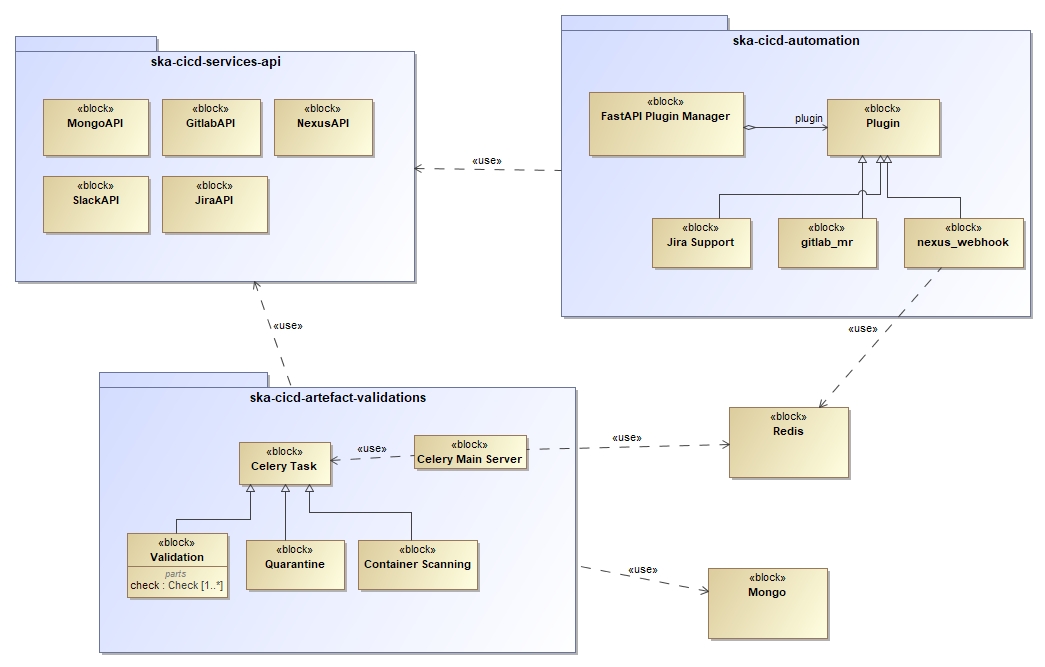 ska-cicd-services-api
«block»
MongoAPI
«block»
GitlabAPI
«block»
NexusAPI
«block»
SlackAPI
«block»
JiraAPI
ska-cicd-automation
«block»
FastAPI Plugin Manager
plugin
«block»
Plugin
«block»
Jira Support
«block»
gitlab_mr
«block»
nexus_webhook
«use»
«use»
«use»
ska-cicd-artefact-validations
«block»
Celery Task
«use»
«block»
Celery Main Server
«use»
«block»
Redis
«block»
Validation
parts
check : Check [1..*]
«block»
Quarantine
«block»
Container Scanning
«use»
«block»
Mongo